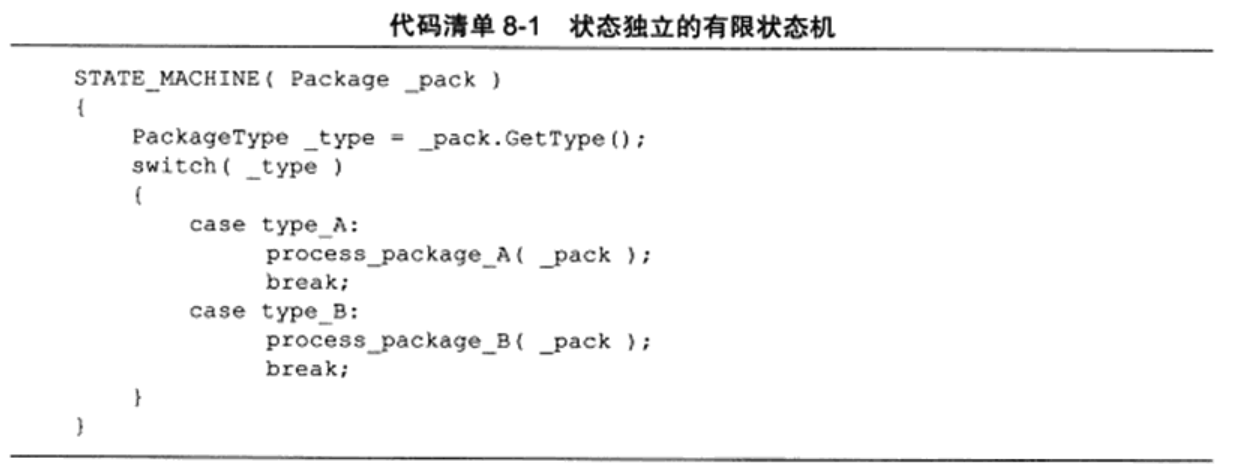 代码清单 8-1 状态独立的有限状态机
STATE_MACHINE( Package _pack )
{
PackageType _type = _pack.GetType();
switch( _type )
{
case type_A:
process_package_A( _pack );
break;
case type_B:
process_package_B( _pack );
break;
}
}